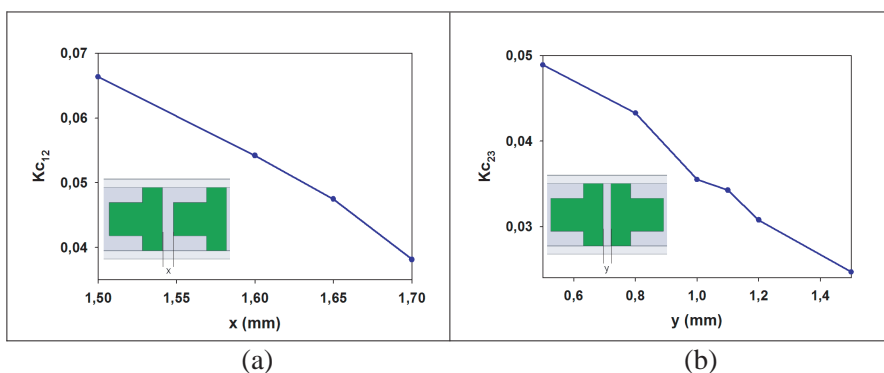 0,07
0,06
0,05
0,04
Kc12
1,50 1,55 1,60 1,65 1,70
x (mm)
x
(a)
0,05
0,04
0,03
Kc23
0,6 0,8 1,0 1,2 1,4
y (mm)
y
(b)